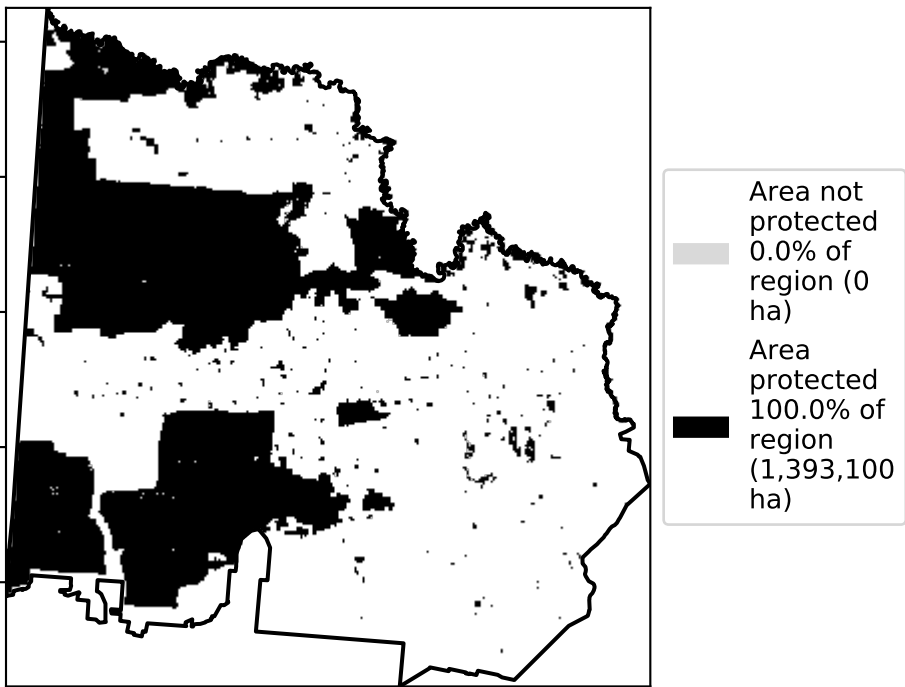 Area not
protected
0.0% of
region (0
ha)
Area
protected
100.0% of
region
(1,393,100
ha)